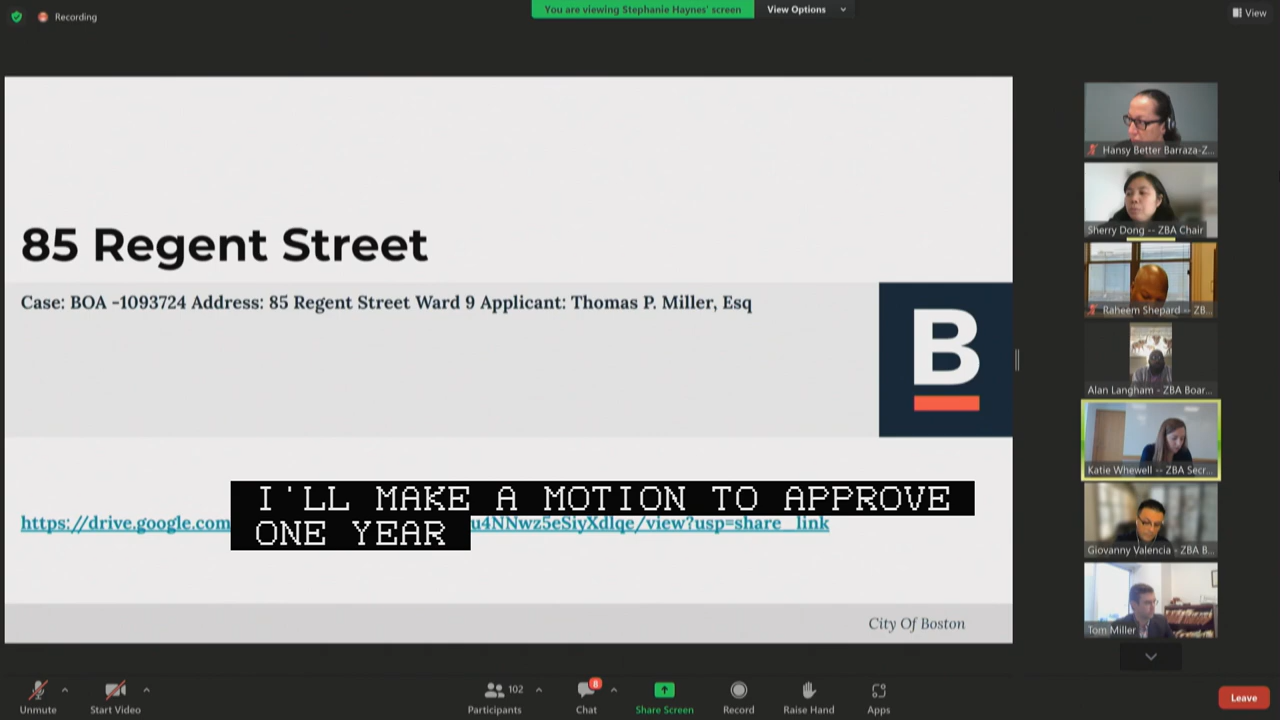 Recording
You are viewing Stephanie Haynes' screen
View Options
View
85 Regent Street
Case: BOA -1093724 Address: 85 Regent Street Ward 9 Applicant: Thomas P. Miller, Esq
B
I'LL MAKE A MOTION TO APPROVE
ONE YEAR
https://drive.google.com
u4NNwz5eSiyXdlqe/view?usp=share_link
City Of Boston
Hansy Better Barraza-Z...
Sherry Dong -- ZBA Chair
Raheem Shepard -- ZB...
Alan Langham - ZBA Boar...
Katie Whewell -- ZBA Secr...
Giovanny Valencia - ZBA B...
Tom Miller
Unmute
Start Video
102
Participants
8
Chat
Share Screen
Record
Raise Hand
Apps
Leave